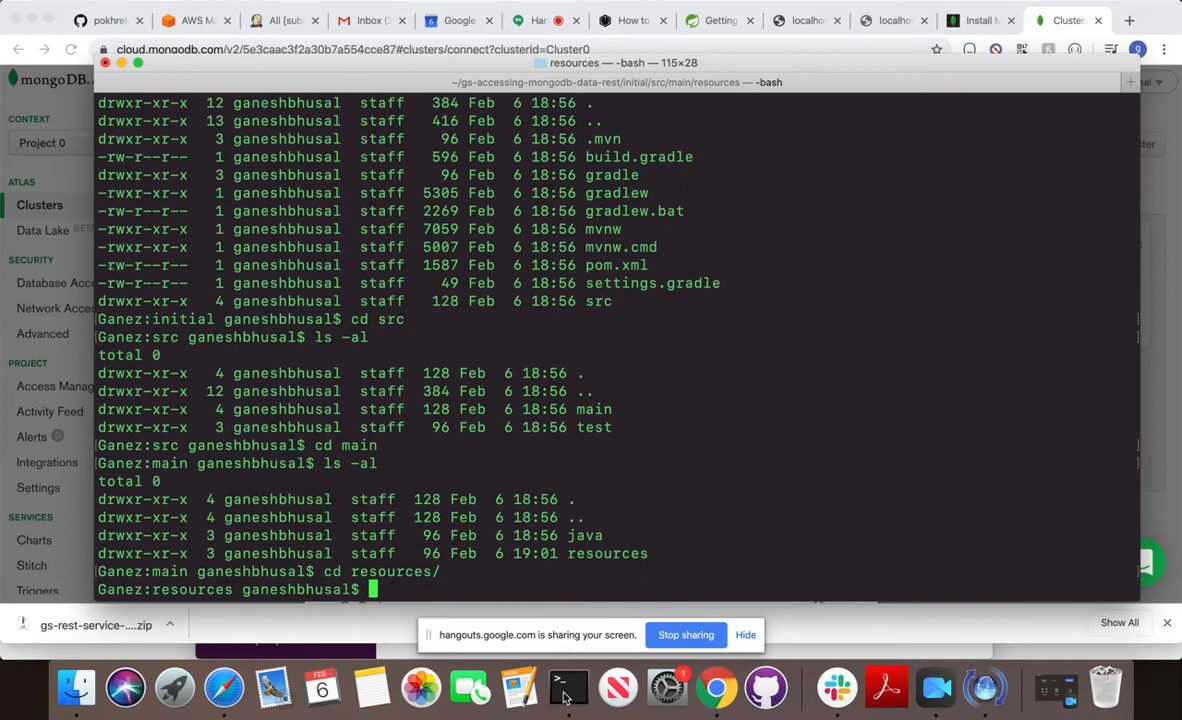 pokhrel
AWS M
All [sub
Inbox (3
Google
Han
How to
Getting
localhos
localhos
Install M
Clusters
cloud.mongodb.com/v2/5e3caac3f2a30b7a554cce87#clusters/connect?clusterId=Cluster0
resources — -bash — 115×28
~/gs-accessing-mongodb-data-rest/initial/src/main/resources — -bash
mongoDB.
CONTEXT
Project 0
ATLAS
Clusters
Data Lake BETA
SECURITY
Database Acce
Network Acces
Advanced
PROJECT
Access Manag
Activity Feed
Alerts 0
Integrations
Settings
SERVICES
Charts
Stitch
Triggers
drwxr-xr-x 12 ganeshbhusal staff 384 Feb 6 18:56 .
drwxr-xr-x 13 ganeshbhusal staff 416 Feb 6 18:56 ..
drwxr-xr-x 3 ganeshbhusal staff 96 Feb 6 18:56 .mvn
-rw-r--r-- 1 ganeshbhusal staff 596 Feb 6 18:56 build.gradle
drwxr-xr-x 3 ganeshbhusal staff 96 Feb 6 18:56 gradle
-rwxr-xr-x 1 ganeshbhusal staff 5305 Feb 6 18:56 gradlew
-rw-r--r-- 1 ganeshbhusal staff 2269 Feb 6 18:56 gradlew.bat
-rwxr-xr-x 1 ganeshbhusal staff 7059 Feb 6 18:56 mvnw
-rwxr-xr-x 1 ganeshbhusal staff 5007 Feb 6 18:56 mvnw.cmd
-rw-r--r-- 1 ganeshbhusal staff 1587 Feb 6 18:56 pom.xml
-rw-r--r-- 1 ganeshbhusal staff 49 Feb 6 18:56 settings.gradle
drwxr-xr-x 4 ganeshbhusal staff 128 Feb 6 18:56 src
[Ganez:initial ganeshbhusal$ cd src ]
[Ganez:src ganeshbhusal$ ls -al ]
total 0
drwxr-xr-x 4 ganeshbhusal staff 128 Feb 6 18:56 .
drwxr-xr-x 12 ganeshbhusal staff 384 Feb 6 18:56 ..
drwxr-xr-x 4 ganeshbhusal staff 128 Feb 6 18:56 main
drwxr-xr-x 3 ganeshbhusal staff 96 Feb 6 18:56 test
[Ganez:src ganeshbhusal$ cd main ]
[Ganez:main ganeshbhusal$ ls -al ]
total 0
drwxr-xr-x 4 ganeshbhusal staff 128 Feb 6 18:56 .
drwxr-xr-x 4 ganeshbhusal staff 128 Feb 6 18:56 ..
drwxr-xr-x 3 ganeshbhusal staff 96 Feb 6 18:56 java
drwxr-xr-x 3 ganeshbhusal staff 96 Feb 6 19:01 resources
[Ganez:main ganeshbhusal$ cd resources/ ]
Ganez:resources ganeshbhusal$
gs-rest-service-....zip
Show All
hangouts.google.com is sharing your screen.
Stop sharing
Hide
FEB
6
1